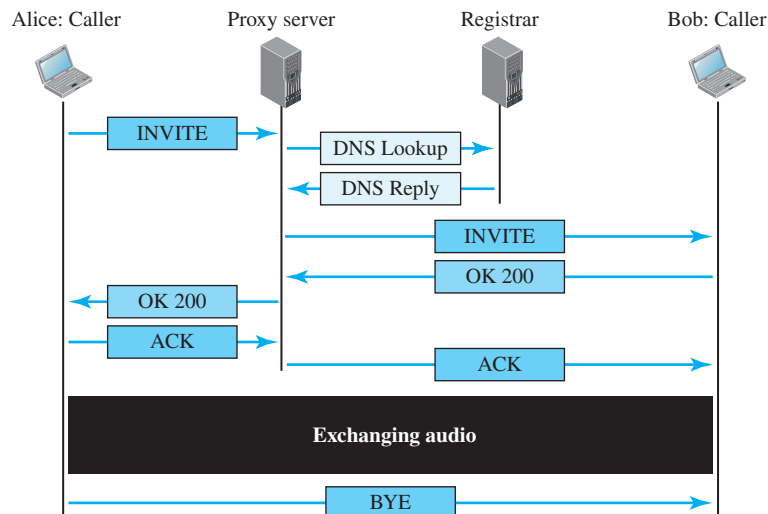 Alice: Caller Proxy server Registrar Bob: Caller
INVITE
DNS Lookup
DNS Reply
INVITE
OK 200
OK 200
ACK
ACK
Exchanging audio
BYE